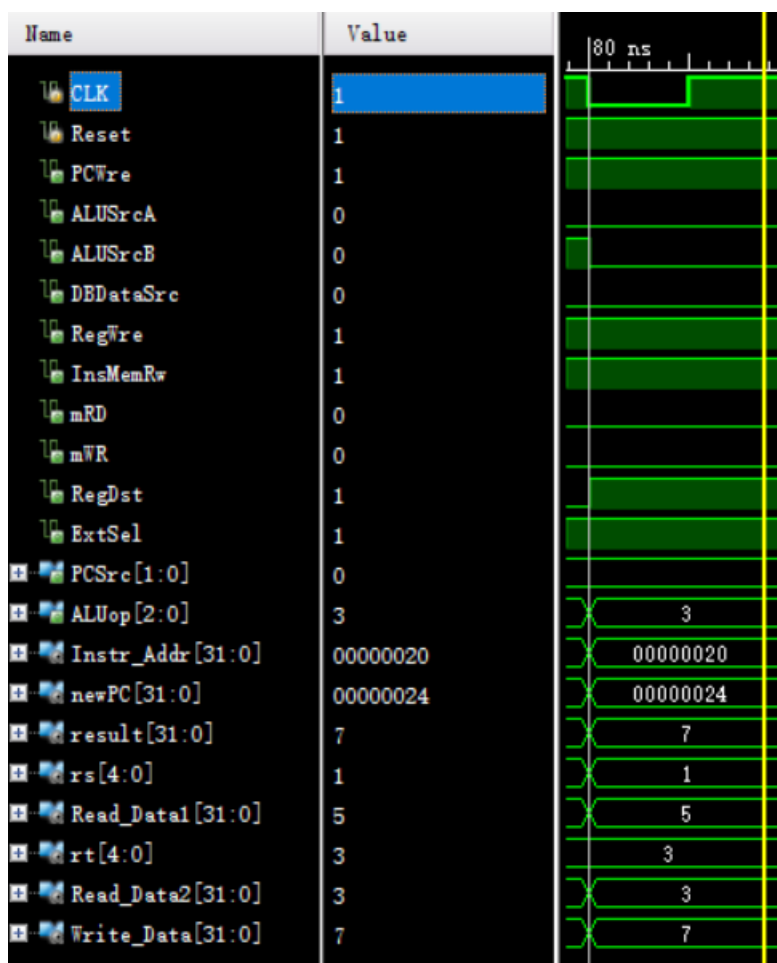 Name Value 80 ns
CLK 1
Reset 1
PCWre 1
ALUSrcA 0
ALUSrcB 0
DBDataSrc 0
RegWre 1
InsMemRw 1
mRD 0
mWR 0
RegDst 1
ExtSel 1
PCSrc[1:0] 0
ALUop[2:0] 3 3
Instr_Addr[31:0] 00000020 00000020
newPC[31:0] 00000024 00000024
result[31:0] 7 7
rs[4:0] 1 1
Read_Data1[31:0] 5 5
rt[4:0] 3 3
Read_Data2[31:0] 3 3
Write_Data[31:0] 7 7